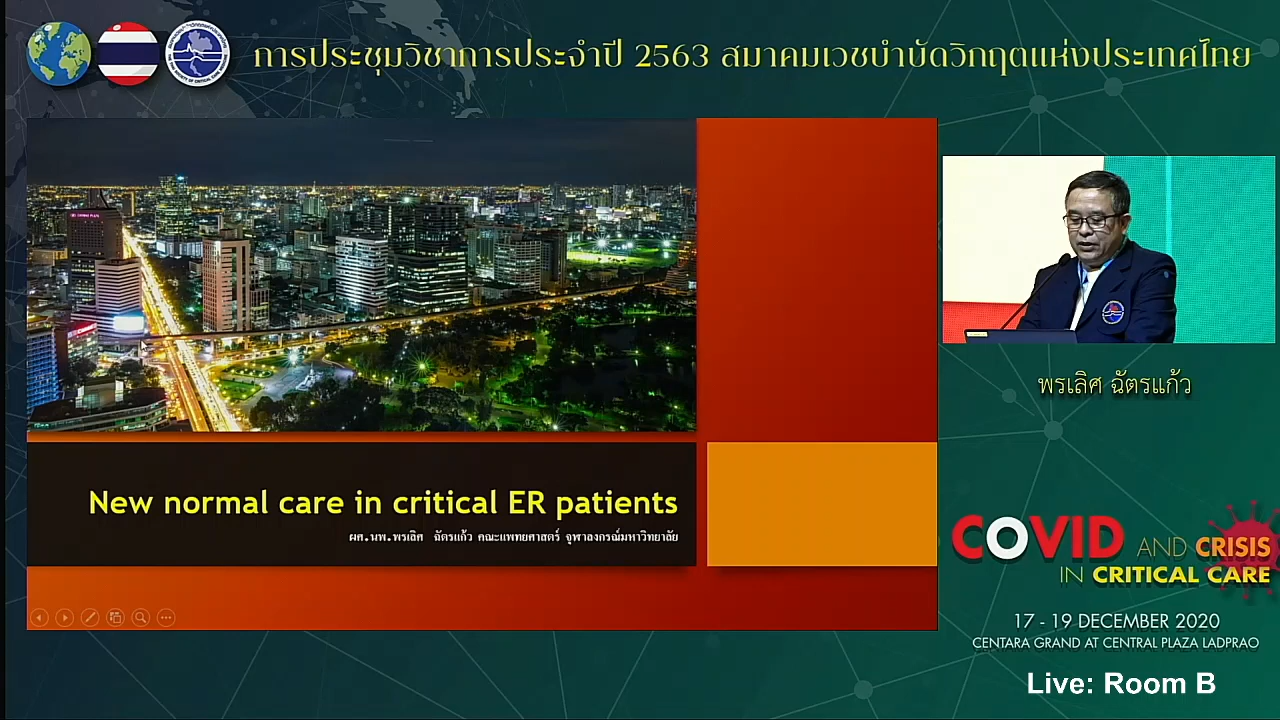 การประชุมวิชาการประจำปี 2563 สมาคมเวชบำบัดวิกฤตแห่งประเทศไทย
New normal care in critical ER patients
ผศ.นพ.พรเลิศ ฉัตรแก้ว คณะแพทยศาสตร์ จุฬาลงกรณ์มหาวิทยาลัย
พรเลิศ ฉัตรแก้ว
COVID AND CRISIS
IN CRITICAL CARE
17 - 19 DECEMBER 2020
CENTARA GRAND AT CENTRAL PLAZA LADPRAO
Live: Room B